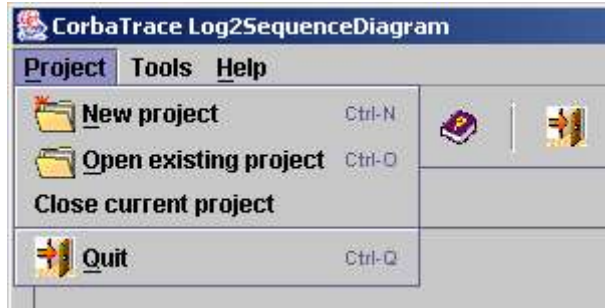 CorbaTrace Log2SequenceDiagram
Project Tools Help
New project Ctrl-N
Open existing project Ctrl-O
Close current project
Quit Ctrl-Q